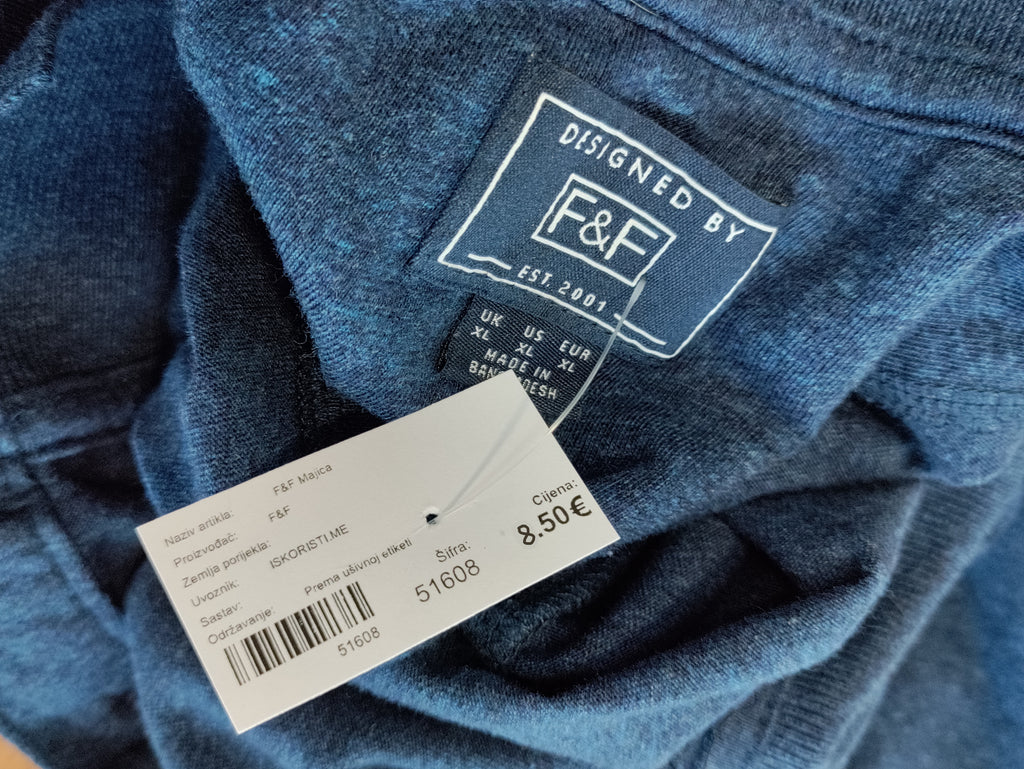 DESIGNED BY
F&F
EST. 2001
UK US EUR
XL XL XL
MADE IN
BANGLADESH
Naziv artikla: F&F Majica
Proizvođač: F&F
Zemlja porijekla:
Uvoznik: ISKORISTI.ME
Sastav:
Održavanje: Prema ušivnoj etiketi
51608
Šifra:
51608
Cijena:
8.50€